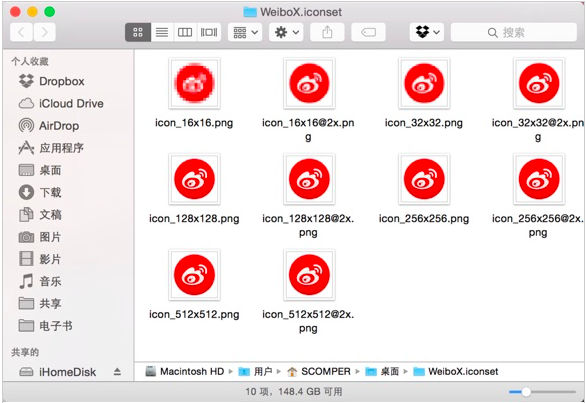 WeiboX.iconset
搜索
个人收藏
Dropbox
iCloud Drive
AirDrop
应用程序
桌面
下载
文稿
图片
影片
音乐
共享
电子书
共享的
iHomeDisk
icon_16x16.png
icon_16x16@2x.pn
g
icon_32x32.png
icon_32x32@2x.pn
g
icon_128x128.png
icon_128x128@2x.
png
icon_256x256.png
icon_256x256@2x.
png
icon_512x512.png
icon_512x512@2x.
png
Macintosh HD ▸ 用户 ▸ SCOMPER ▸ 桌面 ▸ WeiboX.iconset
10 项，148.4 GB 可用